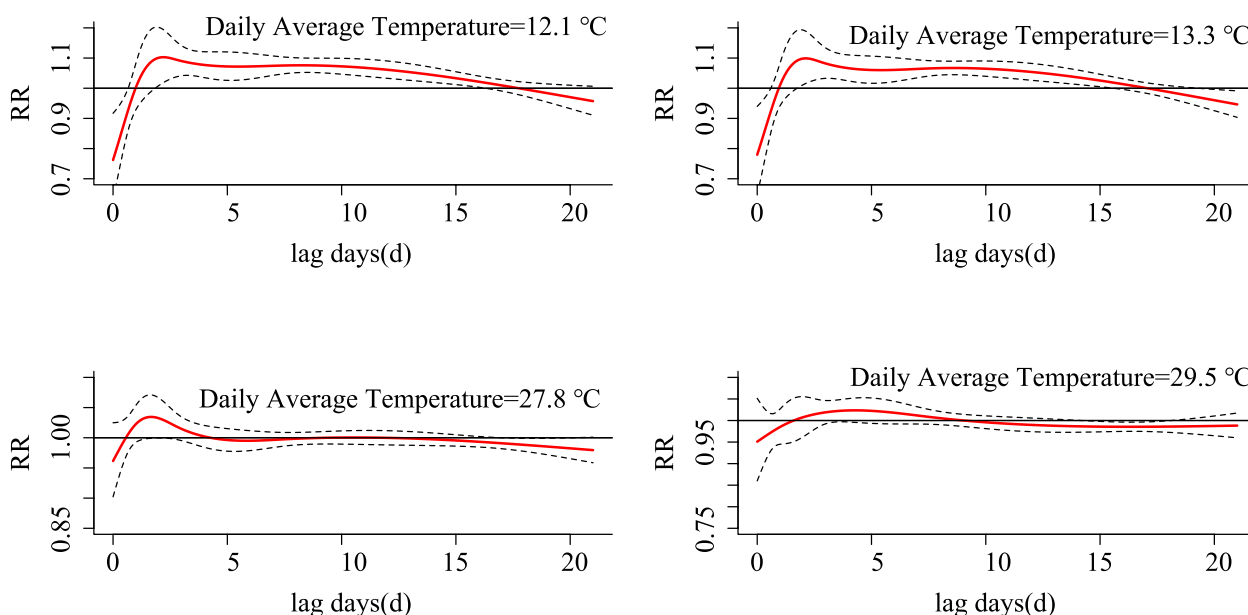 Daily Average Temperature=12.1 ℃
RR
0.7 0.9 1.1
0 5 10 15 20
lag days(d)
Daily Average Temperature=13.3 ℃
RR
0.7 0.9 1.1
0 5 10 15 20
lag days(d)
Daily Average Temperature=27.8 ℃
RR
0.85 1.00
0 5 10 15 20
lag days(d)
Daily Average Temperature=29.5 ℃
RR
0.75 0.95
0 5 10 15 20
lag days(d)